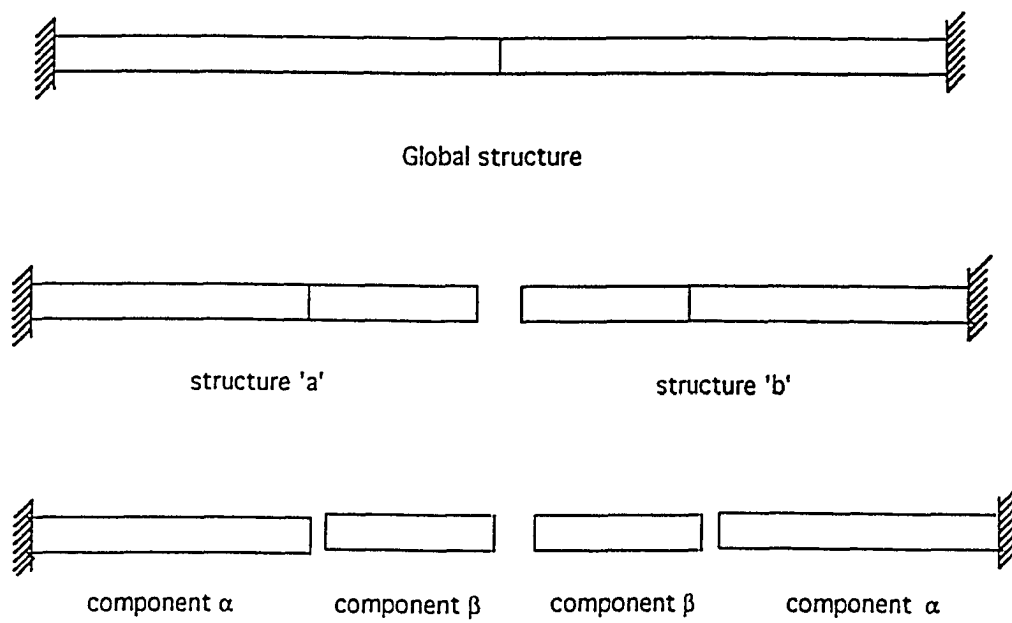 Global structure
structure 'a'
structure 'b'
component α
component β
component β
component α